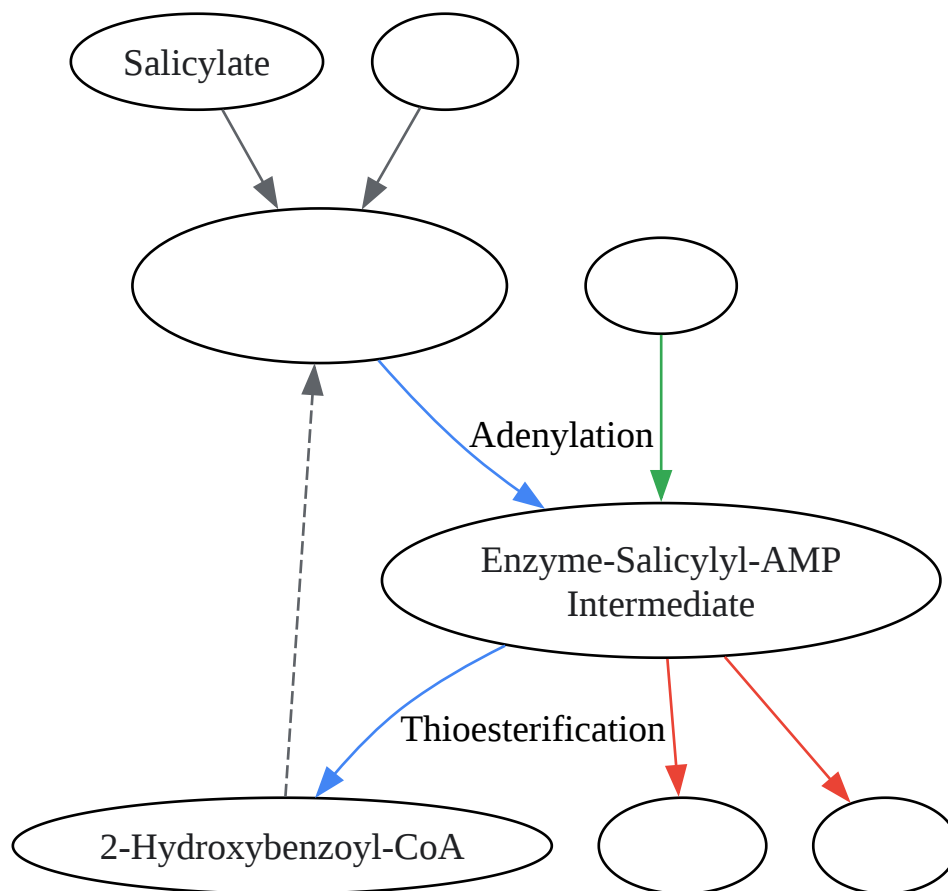 Salicylate
Adenylation
Enzyme-Salicylyl-AMP
Intermediate
Thioesterification
2-Hydroxybenzoyl-CoA